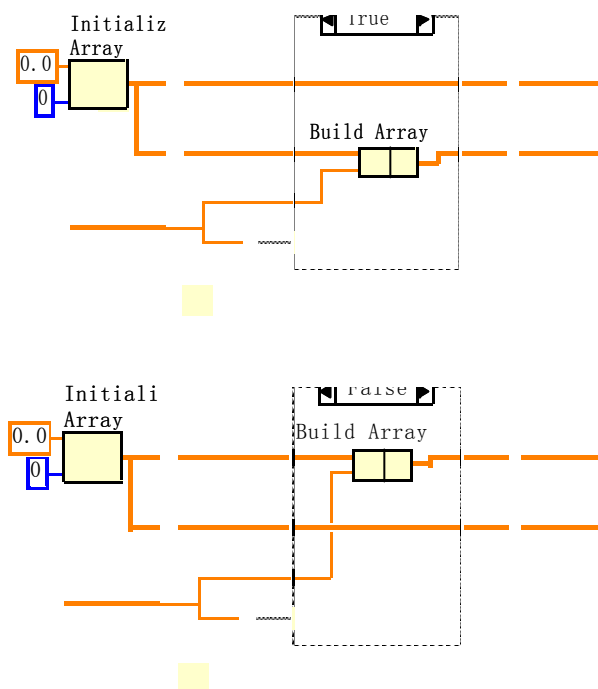 Initializ
Array
True
0.0
0
Build Array
Initiali
Array
False
0.0
0
Build Array